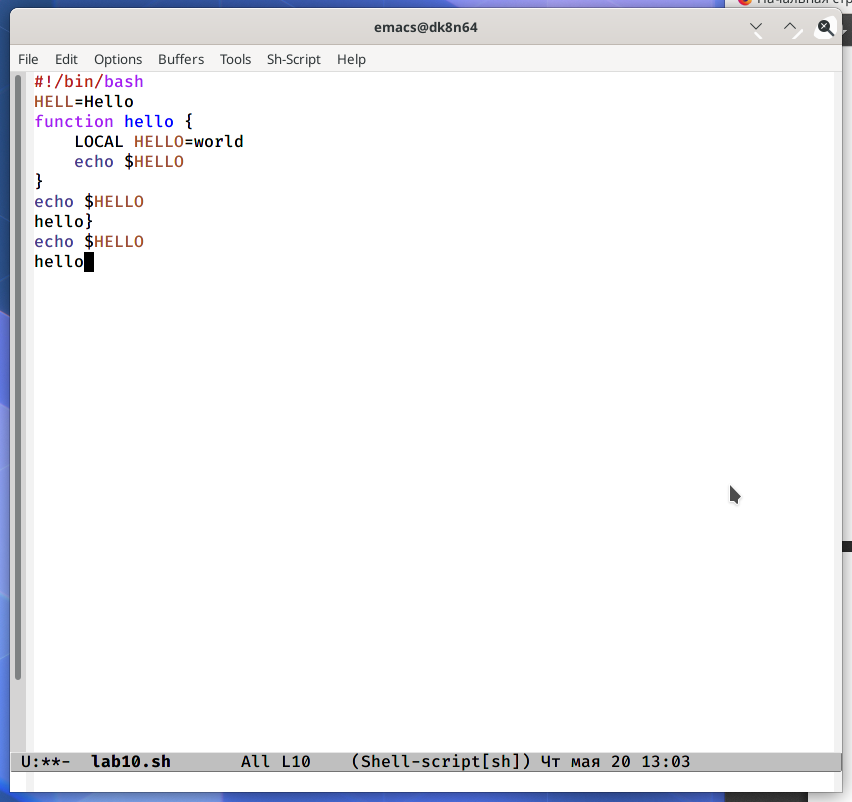 Начальная стр
emacs@dk8n64
File Edit Options Buffers Tools Sh-Script Help
#!/bin/bash
HELL=Hello
function hello {
    LOCAL HELLO=world
    echo $HELLO
}
echo $HELLO
hello}
echo $HELLO
hello
U:**-  lab10.sh       All L10    (Shell-script[sh]) Чт мая 20 13:03